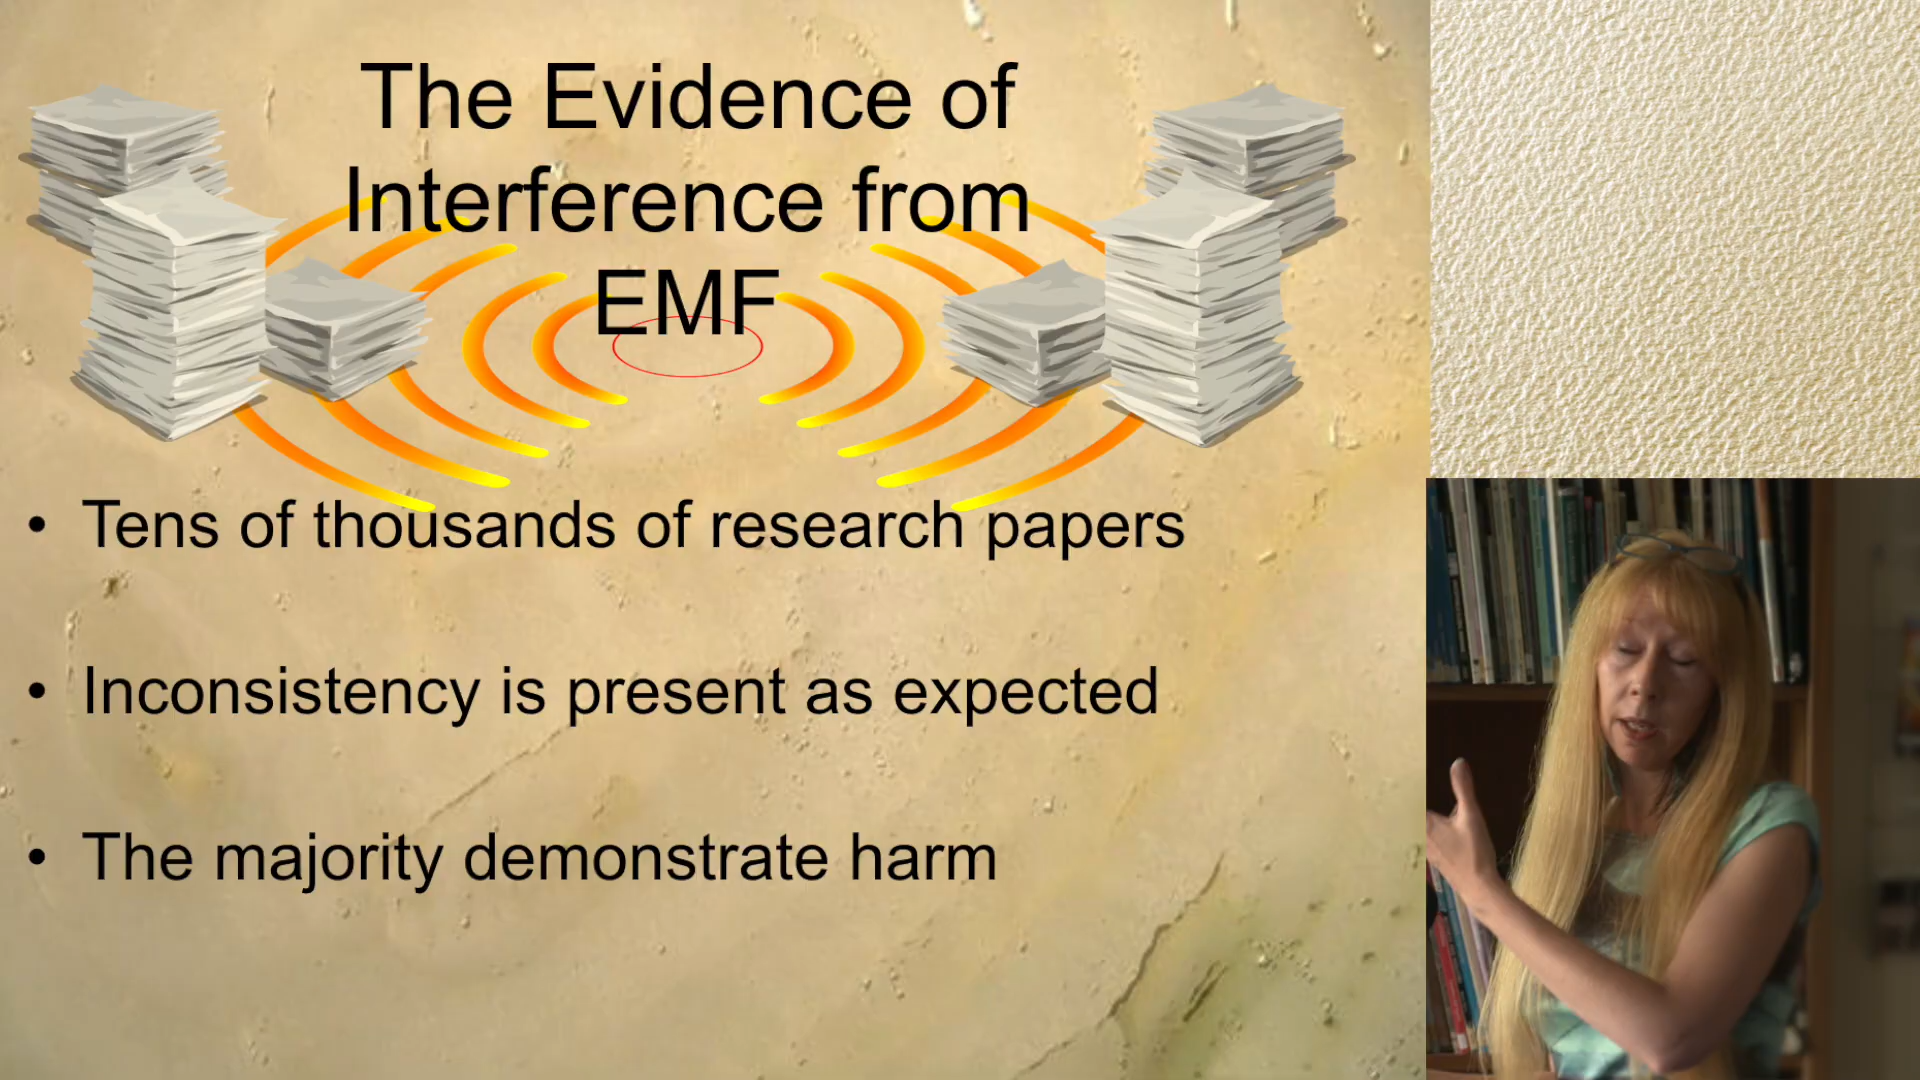 The Evidence of
Interference from
EMF
• Tens of thousands of research papers
• Inconsistency is present as expected
• The majority demonstrate harm